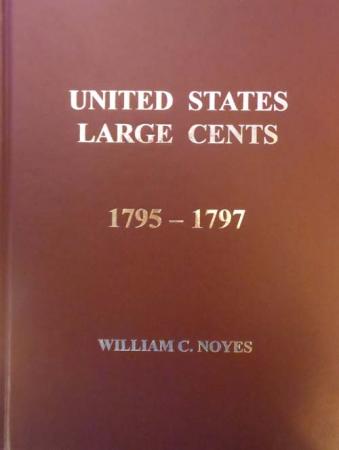 UNITED STATES
LARGE CENTS
1795 – 1797
WILLIAM C. NOYES